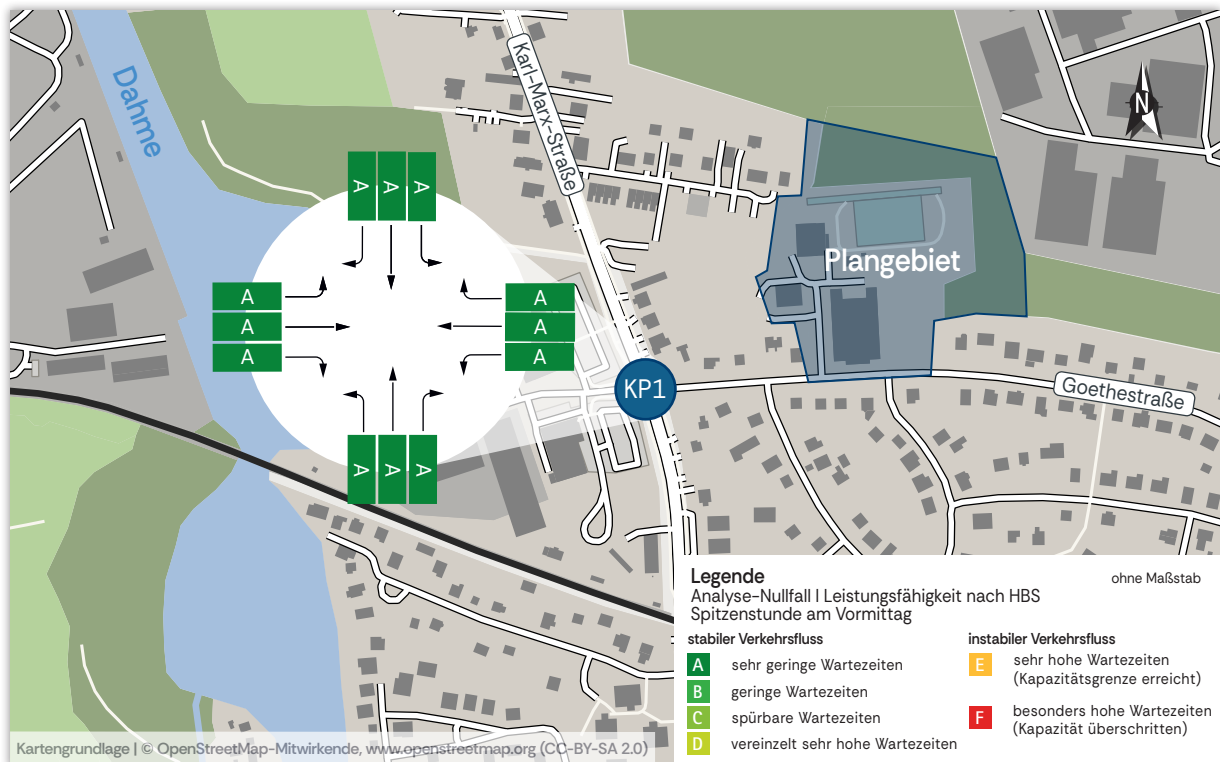 Dahme
Karl-Marx-Straße
N
Plangebiet
A A A
A
A
A
A
A
A
A A A
KP1
Goethestraße
Legende
ohne Maßstab
Analyse-Nullfall I Leistungsfähigkeit nach HBS
Spitzenstunde am Vormittag
stabiler Verkehrsfluss
A sehr geringe Wartezeiten
B geringe Wartezeiten
C spürbare Wartezeiten
D vereinzelt sehr hohe Wartezeiten
instabiler Verkehrsfluss
E sehr hohe Wartezeiten
(Kapazitätsgrenze erreicht)
F besonders hohe Wartezeiten
(Kapazität überschritten)
Kartengrundlage | © OpenStreetMap-Mitwirkende, www.openstreetmap.org (CC-BY-SA 2.0)